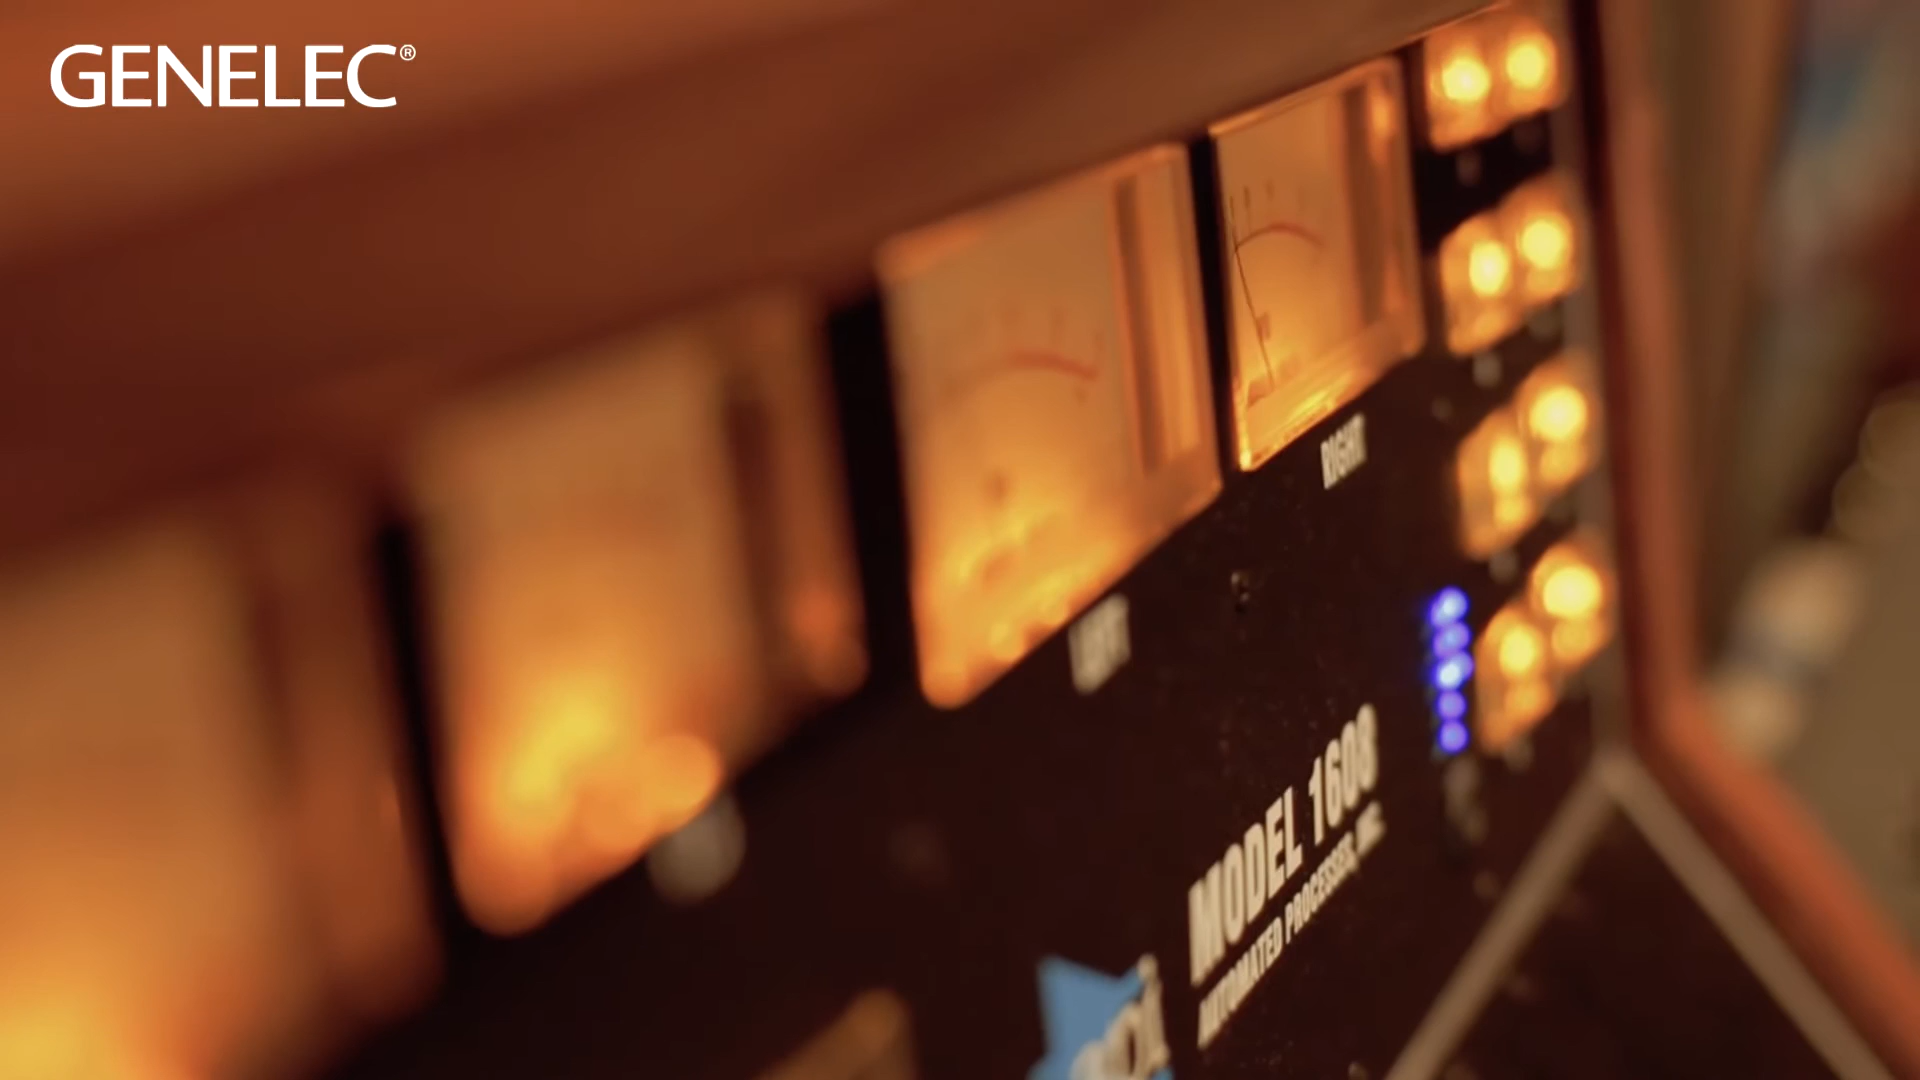 GENELEC®
RIGHT
LEFT
MODEL 1608
AUTOMATED PROCESSES, INC.